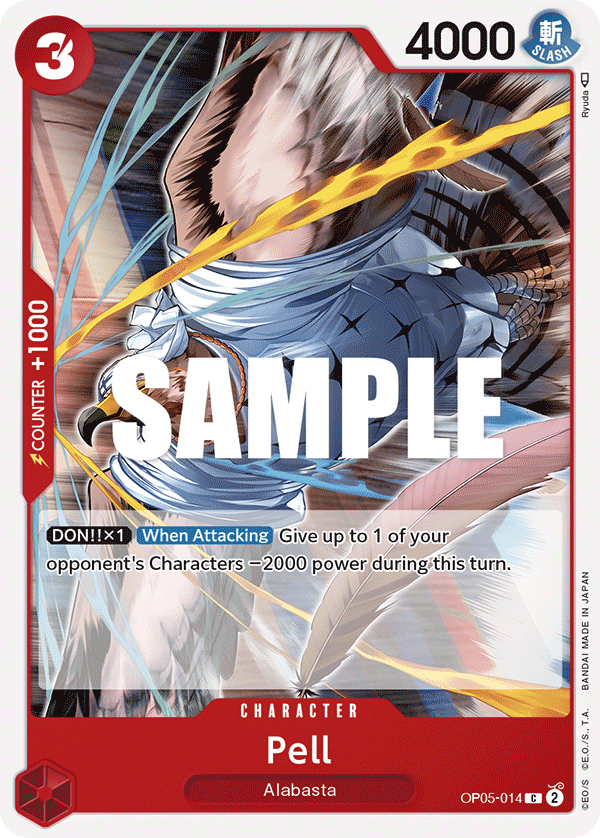 3
4000
斬
SLASH
Ryuda
COUNTER +1000
SAMPLE
DON!!×1 When Attacking Give up to 1 of your
opponent's Characters −2000 power during this turn.
BANDAI MADE IN JAPAN
©EO/S ©E.O./S., T.A.
CHARACTER
Pell
Alabasta
OP05-014 C 2